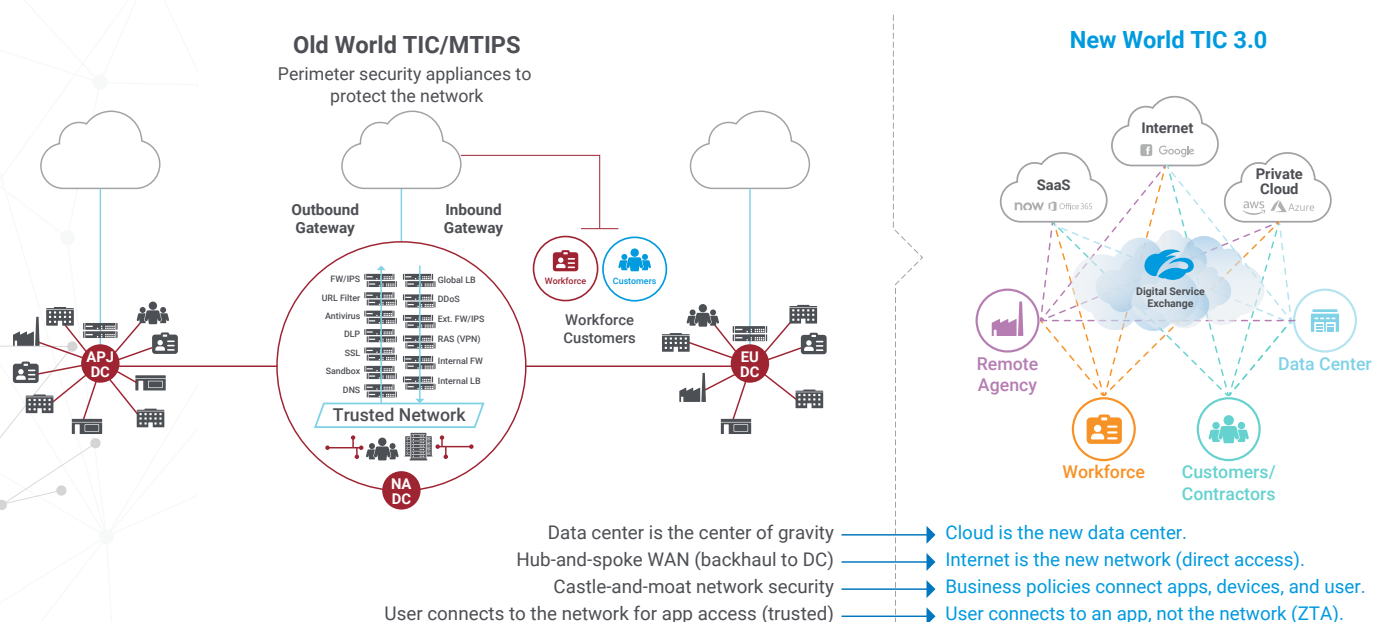 Old World TIC/MTIPS
Perimeter security appliances to
protect the network
New World TIC 3.0
Outbound
Gateway
Inbound
Gateway
FW/IPS
URL Filter
Antivirus
DLP
SSL
Sandbox
DNS
Global LB
DDoS
Ext. FW/IPS
RAS (VPN)
Internal FW
Internal LB
Trusted Network
NA
DC
APJ
DC
EU
DC
Workforce
Customers
Workforce
Customers
Internet
Google
SaaS
now Office 365
Private
Cloud
aws Azure
Digital Service
Exchange
Remote
Agency
Data Center
Workforce
Customers/
Contractors
Data center is the center of gravity
Cloud is the new data center.
Hub-and-spoke WAN (backhaul to DC)
Internet is the new network (direct access).
Castle-and-moat network security
Business policies connect apps, devices, and user.
User connects to the network for app access (trusted)
User connects to an app, not the network (ZTA).